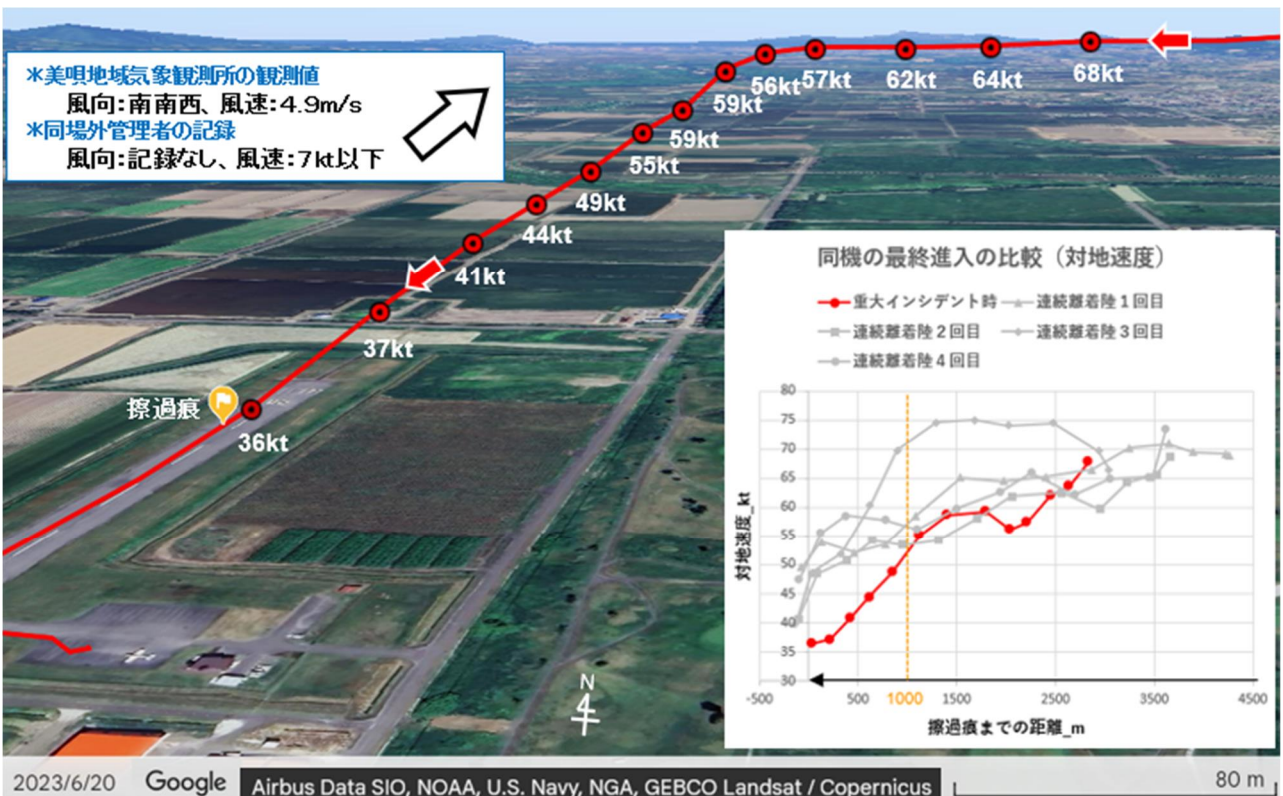 *美唄地域気象観測所の観測値
風向:南南西、風速:4.9m/s
*同場外管理者の記録
風向:記録なし、風速:7kt以下
56kt
57kt
62kt
64kt
68kt
59kt
59kt
55kt
49kt
44kt
41kt
37kt
擦過痕
36kt
同機の最終進入の比較（対地速度）
重大インシデント時
連続離着陸１回目
連続離着陸２回目
連続離着陸３回目
連続離着陸４回目
対地速度_kt
80
75
70
65
60
55
50
45
40
35
30
-500
500
1000
1500
2500
3500
4500
擦過痕までの距離_m
N
2023/6/20
Google
Airbus Data SIO, NOAA, U.S. Navy, NGA, GEBCO Landsat / Copernicus
80 m